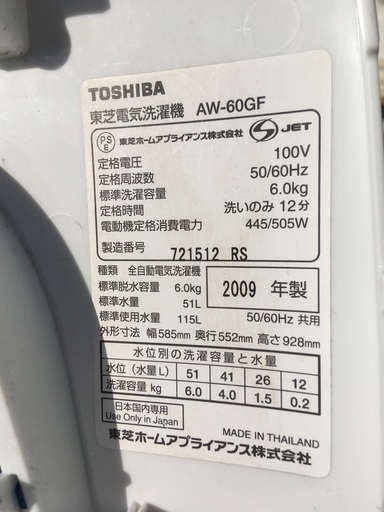 TOSHIBA
東芝電気洗濯機 AW-60GF
PS E 東芝ホームアプライアンス株式会社 S JET
定格電圧 100V
定格周波数 50/60Hz
標準洗濯容量 6.0kg
定格時間 洗いのみ 12分
電動機定格消費電力 445/505W
製造番号 721512 RS
種類 全自動電気洗濯機
標準脱水容量 6.0kg
標準水量 51L
標準使用水量 115L
2009 年製
50/60Hz 共用
外形寸法 幅585mm 奥行552mm 高さ928mm
水位別の洗濯容量と水量
水位(水量L) 51 41 26 12
洗濯容量 kg 6.0 4.0 1.5 0.2
日本国内専用
Use Only in Japan
MADE IN THAILAND
東芝ホームアプライアンス株式会社